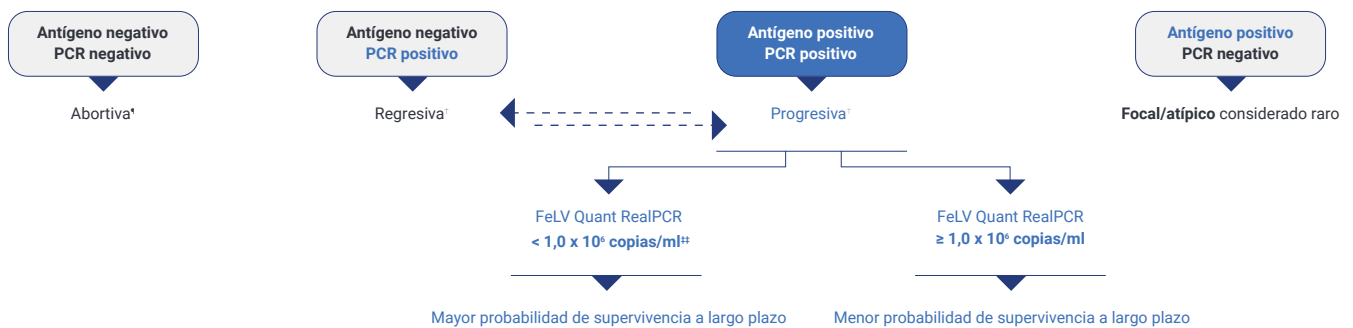 Antígeno negativo
PCR negativo
Antígeno negativo
PCR positivo
Antígeno positivo
PCR positivo
Antígeno positivo
PCR negativo
Abortiva¶
Regresiva†
Progresiva†
Focal/atípico considerado raro
FeLV Quant RealPCR
< 1,0 x 10⁶ copias/ml‡‡
FeLV Quant RealPCR
≥ 1,0 x 10⁶ copias/ml
Mayor probabilidad de supervivencia a largo plazo
Menor probabilidad de supervivencia a largo plazo